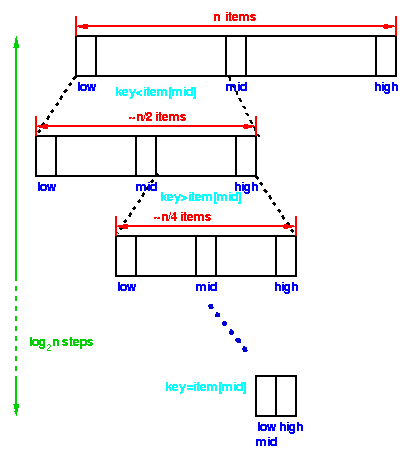 n items
low mid high
key<item[mid]
~n/2 items
low mid high
key>item[mid]
~n/4 items
low mid high
log2n steps
key=item[mid]
low high
mid